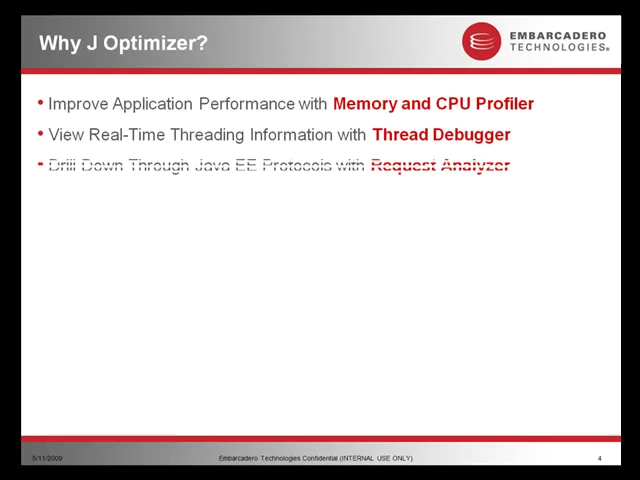 Why J Optimizer?
EMBARCADERO
TECHNOLOGIES®
• Improve Application Performance with Memory and CPU Profiler
• View Real-Time Threading Information with Thread Debugger
• Drill Down Through Java EE Protocols with Request Analyzer
5/11/2009
Embarcadero Technologies Confidential (INTERNAL USE ONLY)
4